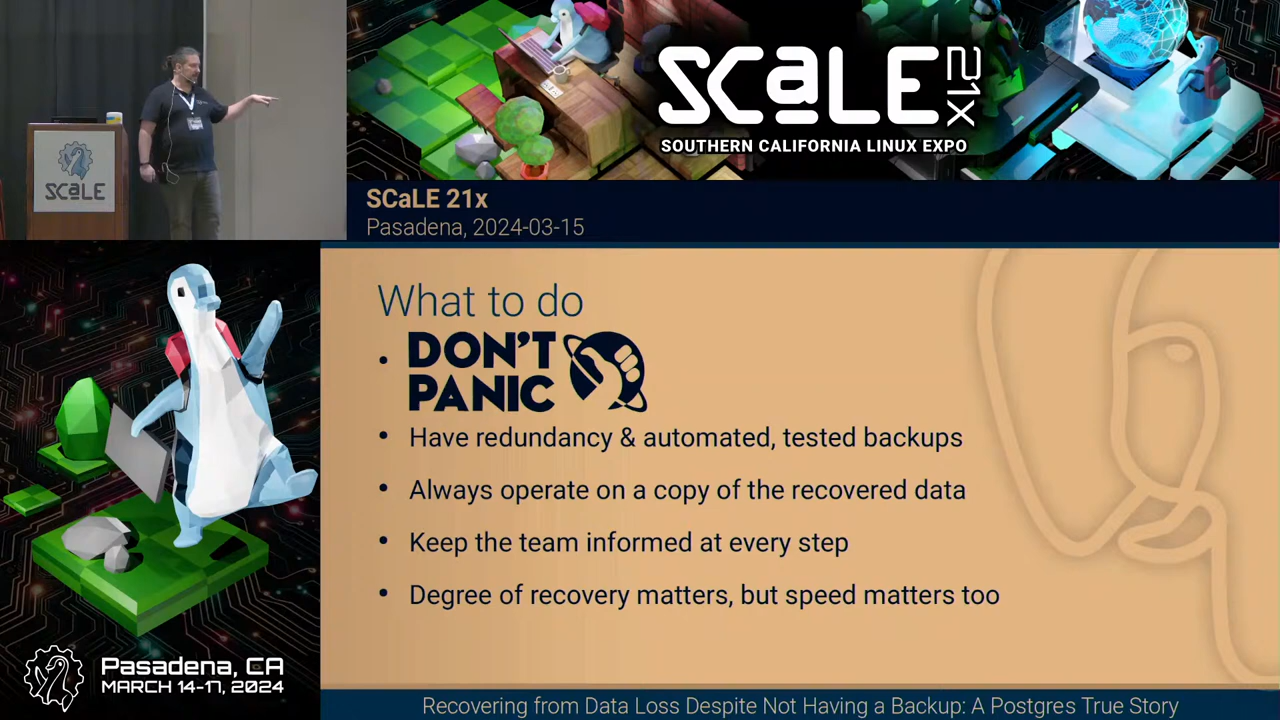 SCaLE
SCaLE 21x
SOUTHERN CALIFORNIA LINUX EXPO
SCaLE 21x
Pasadena, 2024-03-15
What to do
• DON'T
PANIC
• Have redundancy & automated, tested backups
• Always operate on a copy of the recovered data
• Keep the team informed at every step
• Degree of recovery matters, but speed matters too
Pasadena, CA
MARCH 14-17, 2024
Recovering from Data Loss Despite Not Having a Backup: A Postgres True Story